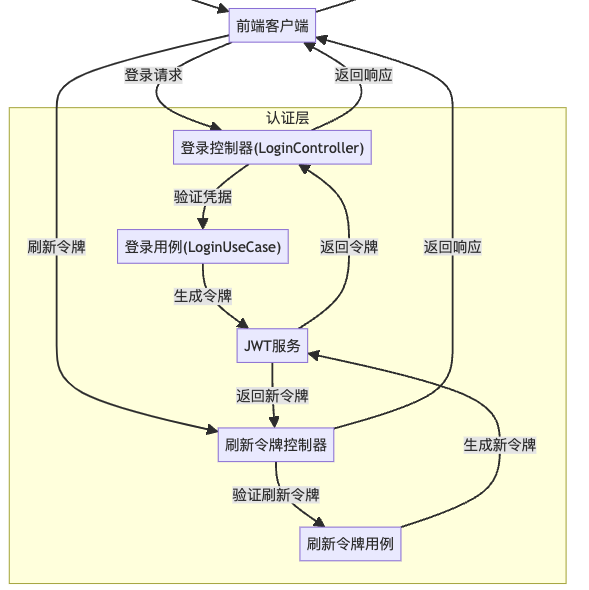 前端客户端
登录请求
返回响应
认证层
登录控制器(LoginController)
验证凭据
刷新令牌
登录用例(LoginUseCase)
返回令牌
返回响应
生成令牌
JWT服务
返回新令牌
刷新令牌控制器
生成新令牌
验证刷新令牌
刷新令牌用例